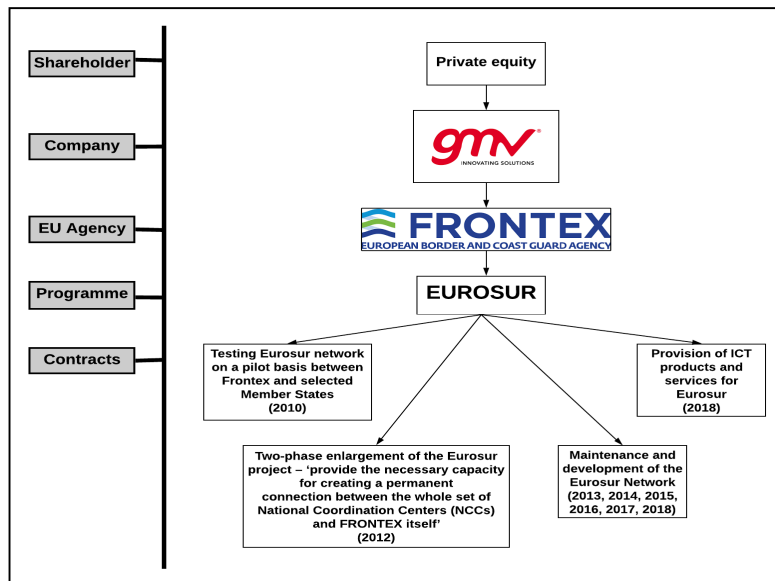 Shareholder
Company
EU Agency
Programme
Contracts
Private equity
gmv®
INNOVATING SOLUTIONS
FRONTEX
EUROPEAN BORDER AND COAST GUARD AGENCY
EUROSUR
Testing Eurosur network
on a pilot basis between
Frontex and selected
Member States
(2010)
Two-phase enlargement of the Eurosur
project – ‘provide the necessary capacity
for creating a permanent
connection between the whole set of
National Coordination Centers (NCCs)
and FRONTEX itself’
(2012)
Maintenance and
development of the
Eurosur Network
(2013, 2014, 2015,
2016, 2017, 2018)
Provision of ICT
products and
services for
Eurosur
(2018)